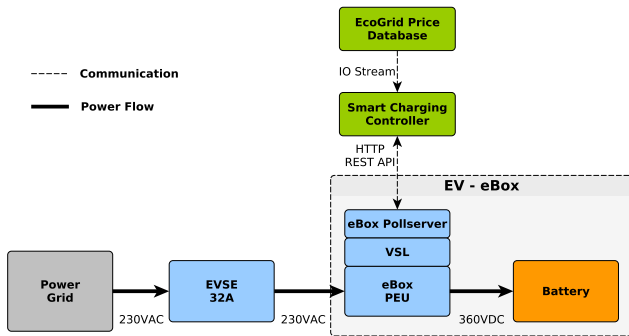 EcoGrid Price
Database
Communication
IO Stream
Power Flow
Smart Charging
Controller
HTTP
REST API
EV - eBox
eBox Pollserver
VSL
Power
Grid
EVSE
32A
eBox
PEU
Battery
230VAC
230VAC
360VDC